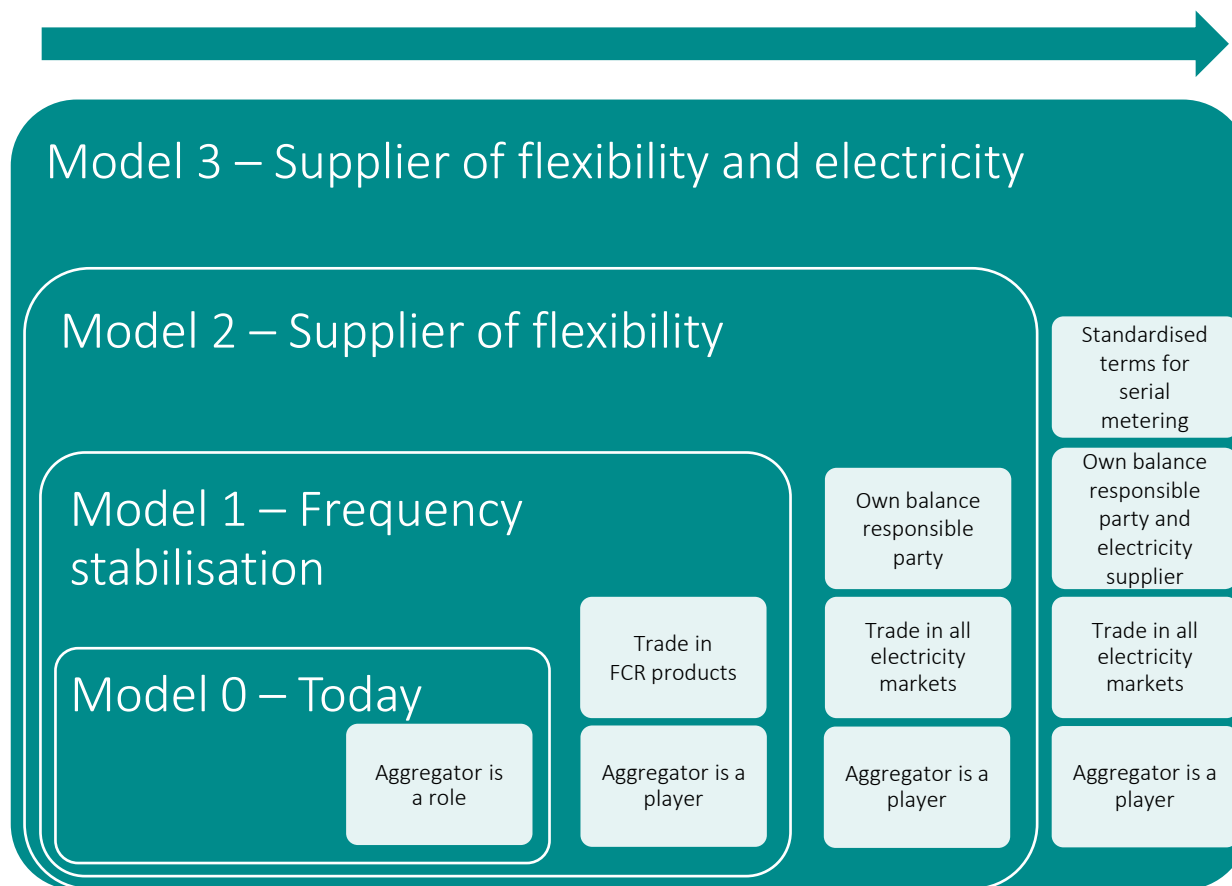 Model 3 – Supplier of flexibility and electricity
Model 2 – Supplier of flexibility
Standardised
terms for
serial
metering
Model 1 – Frequency
stabilisation
Own balance
responsible
party
Own balance
responsible
party and
electricity
supplier
Trade in
FCR products
Trade in all
electricity
markets
Trade in all
electricity
markets
Model 0 – Today
Aggregator is
a role
Aggregator is a
player
Aggregator is a
player
Aggregator is a
player